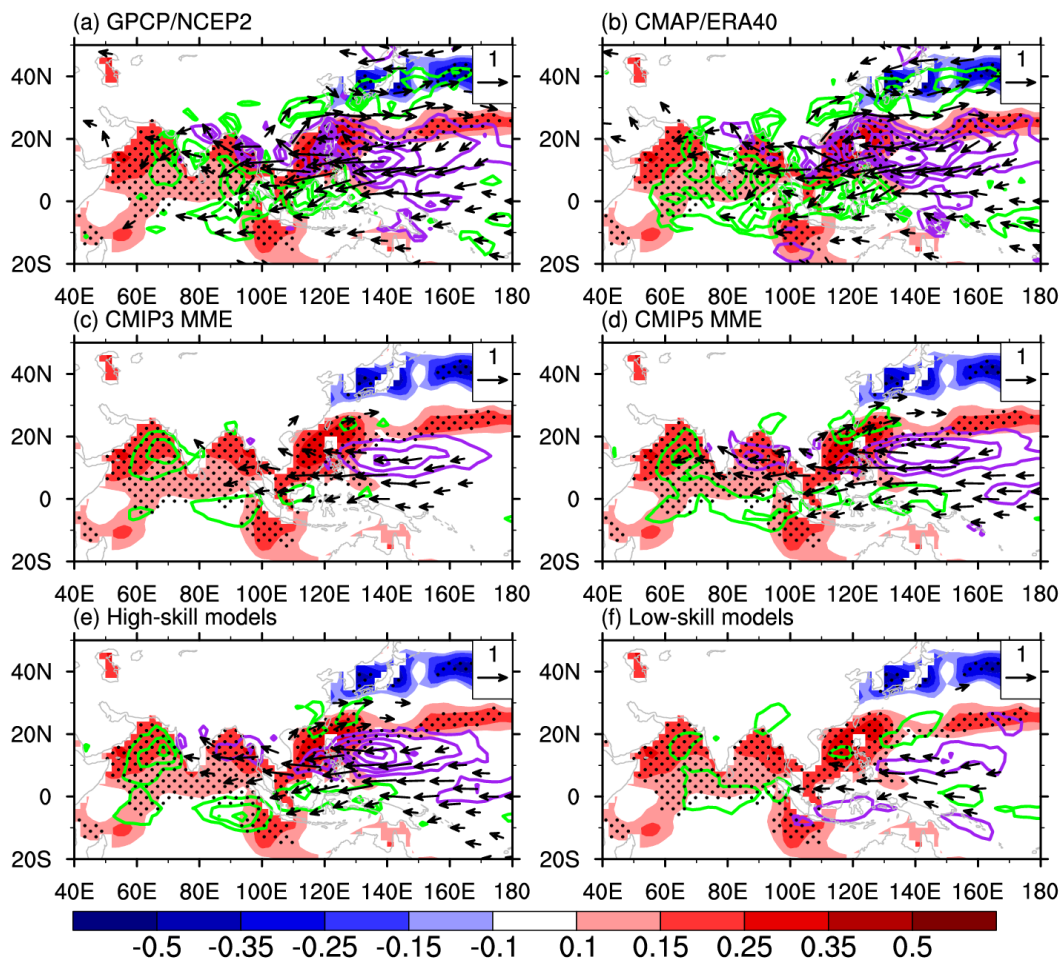 (a) GPCP/NCEP2
(b) CMAP/ERA40
1
1
40N
20N
0
20S
40E 60E 80E 100E 120E 140E 160E 180
40N
20N
0
20S
40E 60E 80E 100E 120E 140E 160E 180
(c) CMIP3 MME
(d) CMIP5 MME
1
1
40N
20N
0
20S
40E 60E 80E 100E 120E 140E 160E 180
40N
20N
0
20S
40E 60E 80E 100E 120E 140E 160E 180
(e) High-skill models
(f) Low-skill models
1
1
40N
20N
0
20S
40E 60E 80E 100E 120E 140E 160E 180
40N
20N
0
20S
40E 60E 80E 100E 120E 140E 160E 180
-0.5 -0.35 -0.25 -0.15 -0.1 0.1 0.15 0.25 0.35 0.5